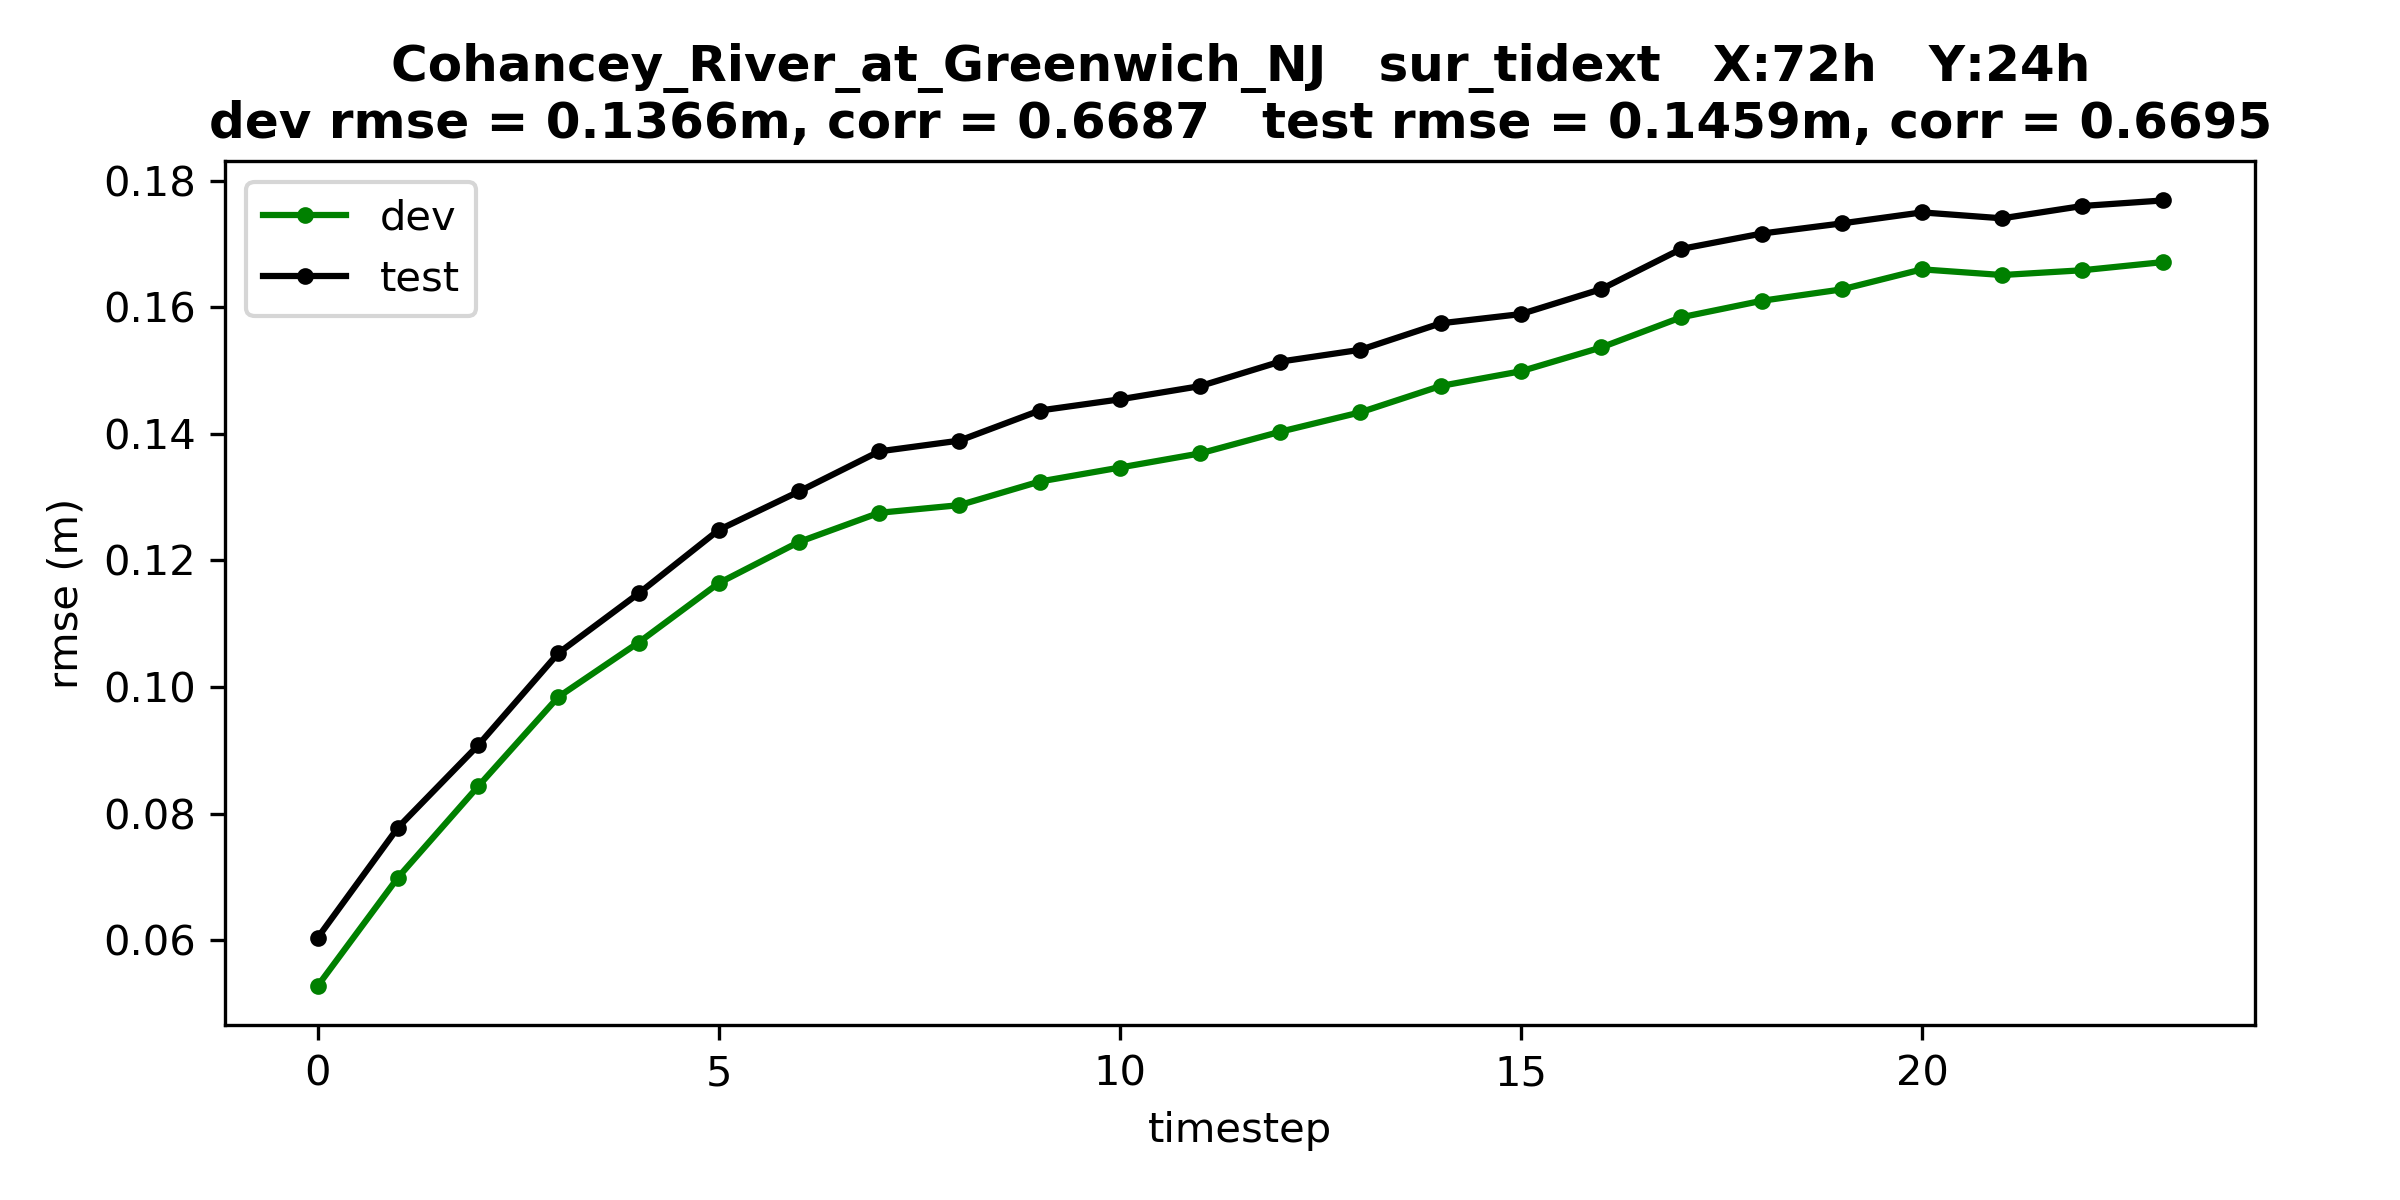 Cohancey_River_at_Greenwich_NJ   sur_tidext   X:72h   Y:24h
dev rmse = 0.1366m, corr = 0.6687   test rmse = 0.1459m, corr = 0.6695
0.18
0.16
0.14
0.12
0.10
0.08
0.06
rmse (m)
dev
test
0
5
10
15
20
timestep